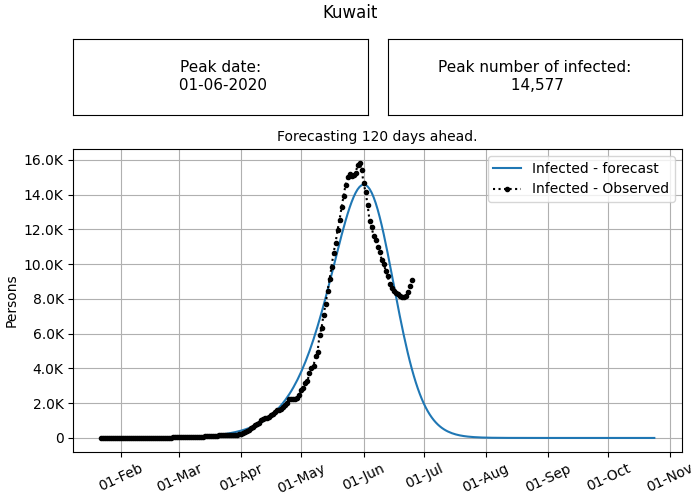 Kuwait
Peak date:
01-06-2020
Peak number of infected:
14,577
Forecasting 120 days ahead.
16.0K
14.0K
12.0K
10.0K
8.0K
6.0K
4.0K
2.0K
0
Persons
Infected - forecast
Infected - Observed
01-Feb
01-Mar
01-Apr
01-May
01-Jun
01-Jul
01-Aug
01-Sep
01-Oct
01-Nov